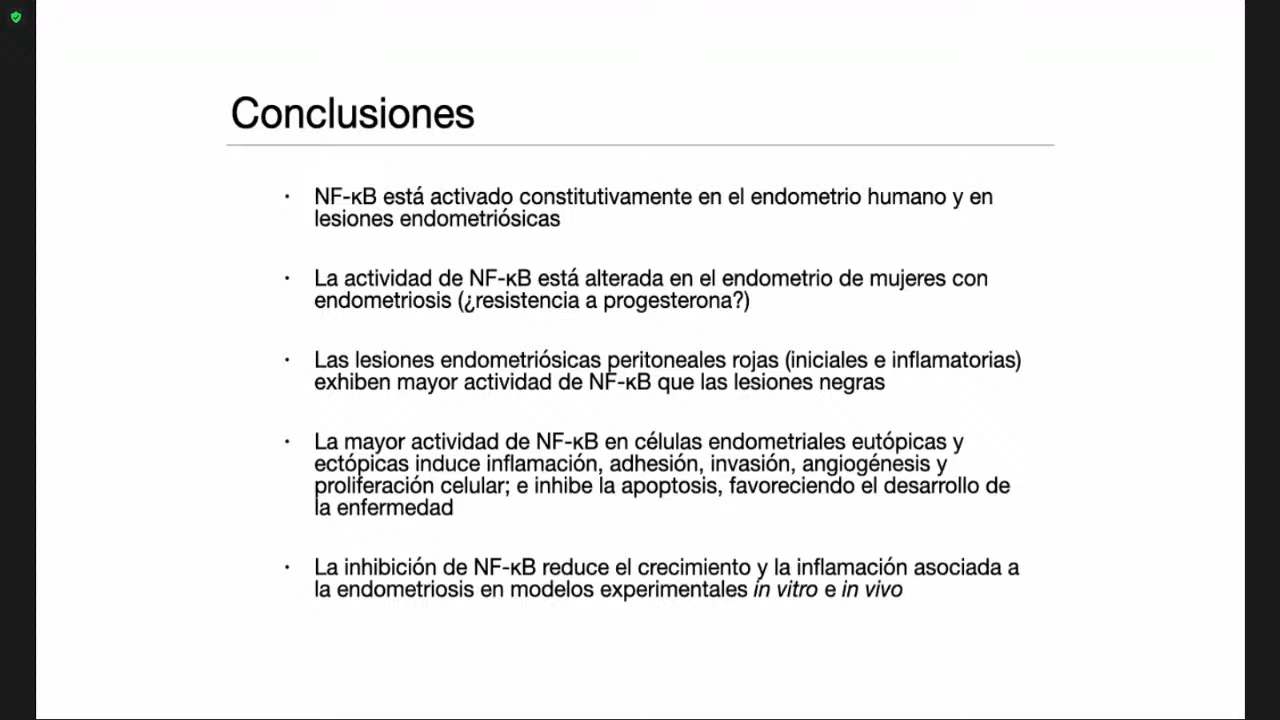 Conclusiones
· NF-κB está activado constitutivamente en el endometrio humano y en
lesiones endometriósicas
· La actividad de NF-κB está alterada en el endometrio de mujeres con
endometriosis (¿resistencia a progesterona?)
· Las lesiones endometriósicas peritoneales rojas (iniciales e inflamatorias)
exhiben mayor actividad de NF-κB que las lesiones negras
· La mayor actividad de NF-κB en células endometriales eutópicas y
ectópicas induce inflamación, adhesión, invasión, angiogénesis y
proliferación celular; e inhibe la apoptosis, favoreciendo el desarrollo de
la enfermedad
· La inhibición de NF-κB reduce el crecimiento y la inflamación asociada a
la endometriosis en modelos experimentales in vitro e in vivo